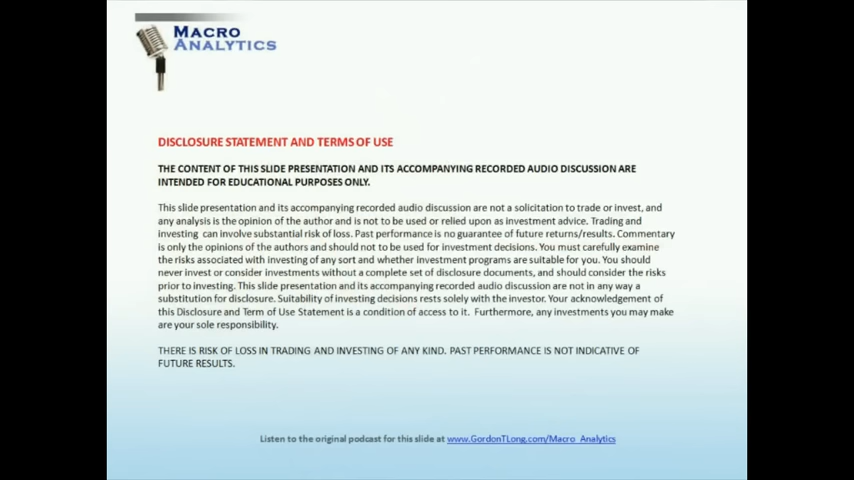 MACRO
ANALYTICS
DISCLOSURE STATEMENT AND TERMS OF USE
THE CONTENT OF THIS SLIDE PRESENTATION AND ITS ACCOMPANYING RECORDED AUDIO DISCUSSION ARE
INTENDED FOR EDUCATIONAL PURPOSES ONLY.
This slide presentation and its accompanying recorded audio discussion are not a solicitation to trade or invest, and
any analysis is the opinion of the author and is not to be used or relied upon as investment advice. Trading and
investing can involve substantial risk of loss. Past performance is no guarantee of future returns/results. Commentary
is only the opinions of the authors and should not to be used for investment decisions. You must carefully examine
the risks associated with investing of any sort and whether investment programs are suitable for you. You should
never invest or consider investments without a complete set of disclosure documents, and should consider the risks
prior to investing. This slide presentation and its accompanying recorded audio discussion are not in any way a
substitution for disclosure. Suitability of investing decisions rests solely with the investor. Your acknowledgement of
this Disclosure and Term of Use Statement is a condition of access to it. Furthermore, any investments you may make
are your sole responsibility.
THERE IS RISK OF LOSS IN TRADING AND INVESTING OF ANY KIND. PAST PERFORMANCE IS NOT INDICATIVE OF
FUTURE RESULTS.
Listen to the original podcast for this slide at www.GordonTLong.com/Macro_Analytics